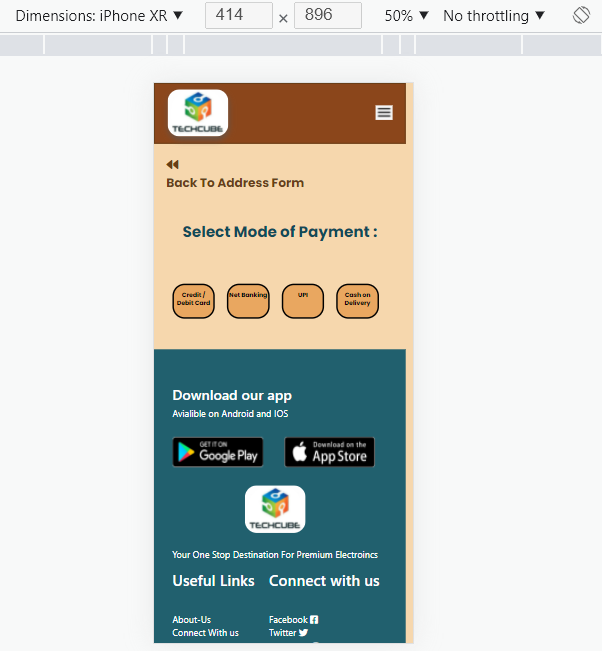 Dimensions: iPhone XR ▼ 414 × 896 50% ▼ No throttling ▼
TECHCUBE
Back To Address Form
Select Mode of Payment :
Credit / Debit Card
Net Banking
UPI
Cash on Delivery
Download our app
Avialible on Android and IOS
GET IT ON
Google Play
Download on the
App Store
TECHCUBE
Your One Stop Destination For Premium Electroincs
Useful Links Connect with us
About-Us Facebook
Connect With us Twitter